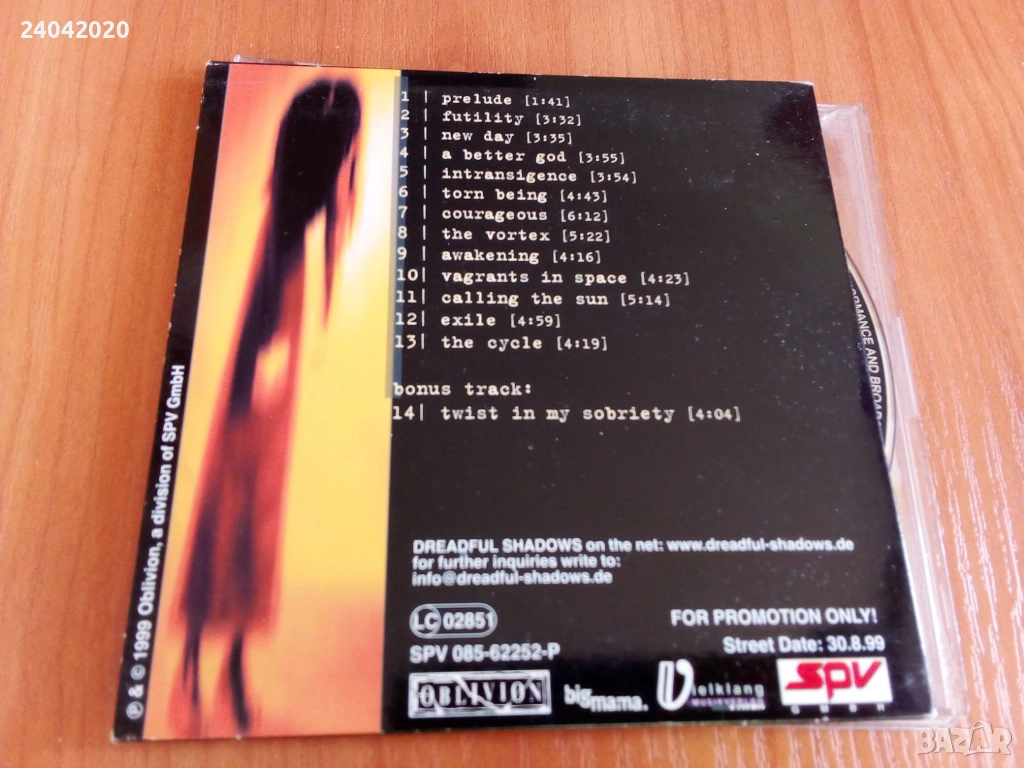 24042020
1 | prelude [1:41]
2 | futility [3:32]
3 | new day [3:35]
4 | a better god [3:55]
5 | intransigence [3:54]
6 | torn being [4:43]
7 | courageous [6:12]
8 | the vortex [5:22]
9 | awakening [4:16]
10| vagrants in space [4:23]
11| calling the sun [5:14]
12| exile [4:59]
13| the cycle [4:19]
bonus track:
14| twist in my sobriety [4:04]
DREADFUL SHADOWS on the net: www.dreadful-shadows.de
for further inquiries write to:
info@dreadful-shadows.de
LC 02851
SPV 085-62252-P
FOR PROMOTION ONLY!
Street Date: 30.8.99
OBLIVION
bigmama.
Vielklang
SPV
GMBH
℗ & © 1999 Oblivion, a division of SPV GmbH
AND
BAZAR